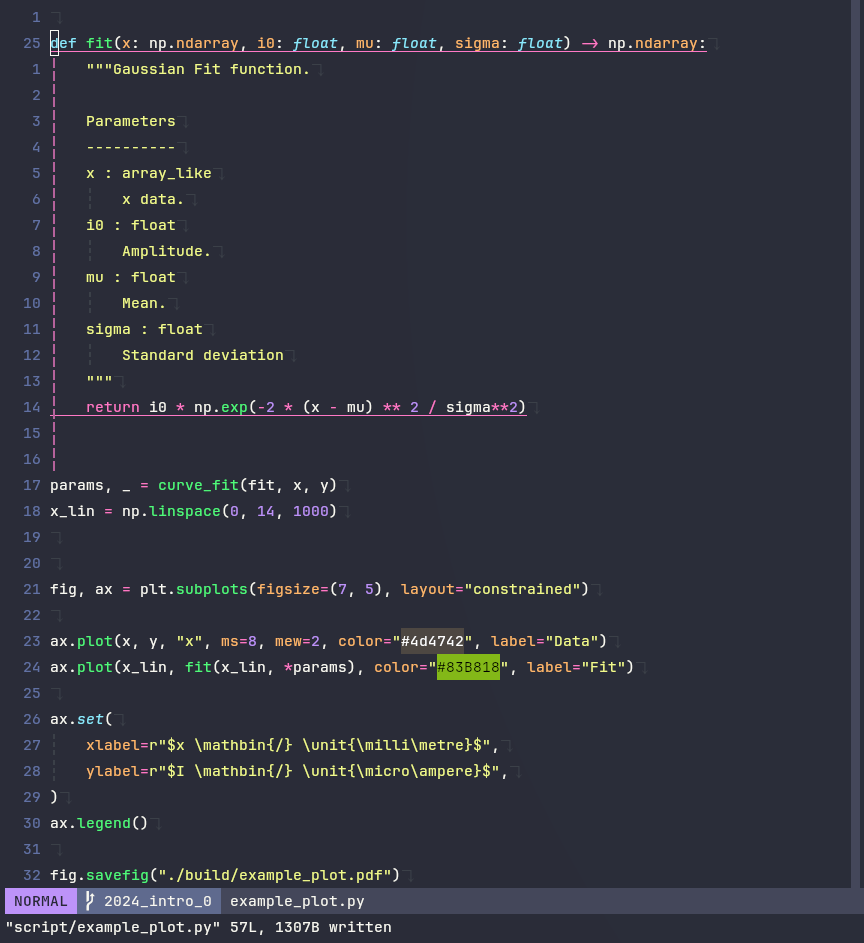 1
25 def fit(x: np.ndarray, i0: float, mu: float, sigma: float) -> np.ndarray:
1 """Gaussian Fit function.
2
3 Parameters
4 ----------
5 x : array_like
6 x data.
7 i0 : float
8 Amplitude.
9 mu : float
10 Mean.
11 sigma : float
12 Standard deviation
13 """
14 return i0 * np.exp(-2 * (x - mu) ** 2 / sigma**2)
15
16
17 params, _ = curve_fit(fit, x, y)
18 x_lin = np.linspace(0, 14, 1000)
19
20
21 fig, ax = plt.subplots(figsize=(7, 5), layout="constrained")
22
23 ax.plot(x, y, "x", ms=8, mew=2, color="#4d4742", label="Data")
24 ax.plot(x_lin, fit(x_lin, *params), color="#83B818", label="Fit")
25
26 ax.set(
27 xlabel=r"$x \mathbin{/} \unit{\milli\metre}$",
28 ylabel=r"$I \mathbin{/} \unit{\micro\ampere}$",
29 )
30 ax.legend()
31
32 fig.savefig("./build/example_plot.pdf")
NORMAL 2024_intro_0 example_plot.py
"script/example_plot.py" 57L, 1307B written